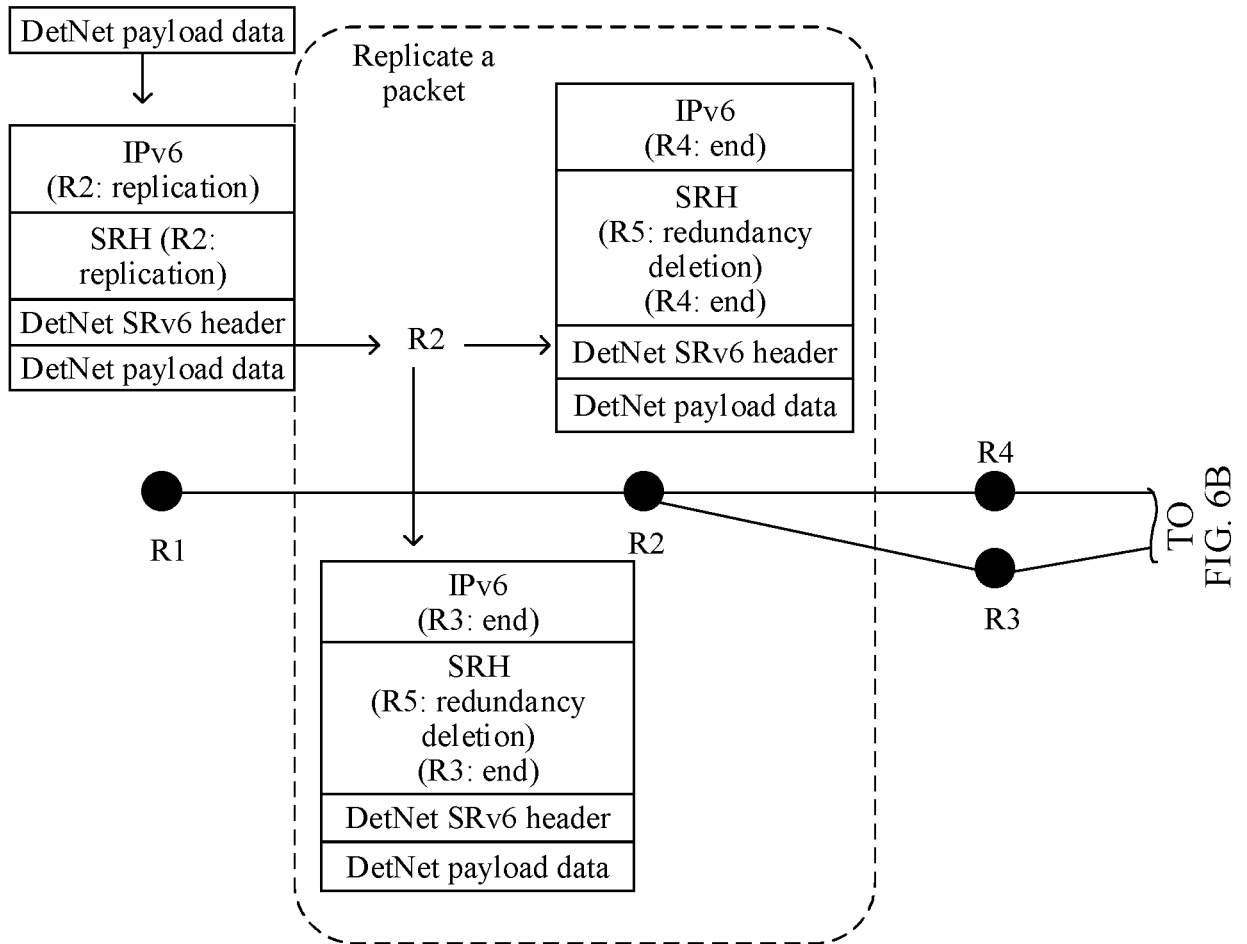 DetNet payload data
IPv6
(R2: replication)
SRH (R2:
replication)
DetNet SRv6 header
DetNet payload data
Replicate a
packet
R2
IPv6
(R4: end)
SRH
(R5: redundancy
deletion)
(R4: end)
DetNet SRv6 header
DetNet payload data
R1
R2
R4
R3
TO
FIG. 6B
IPv6
(R3: end)
SRH
(R5: redundancy
deletion)
(R3: end)
DetNet SRv6 header
DetNet payload data